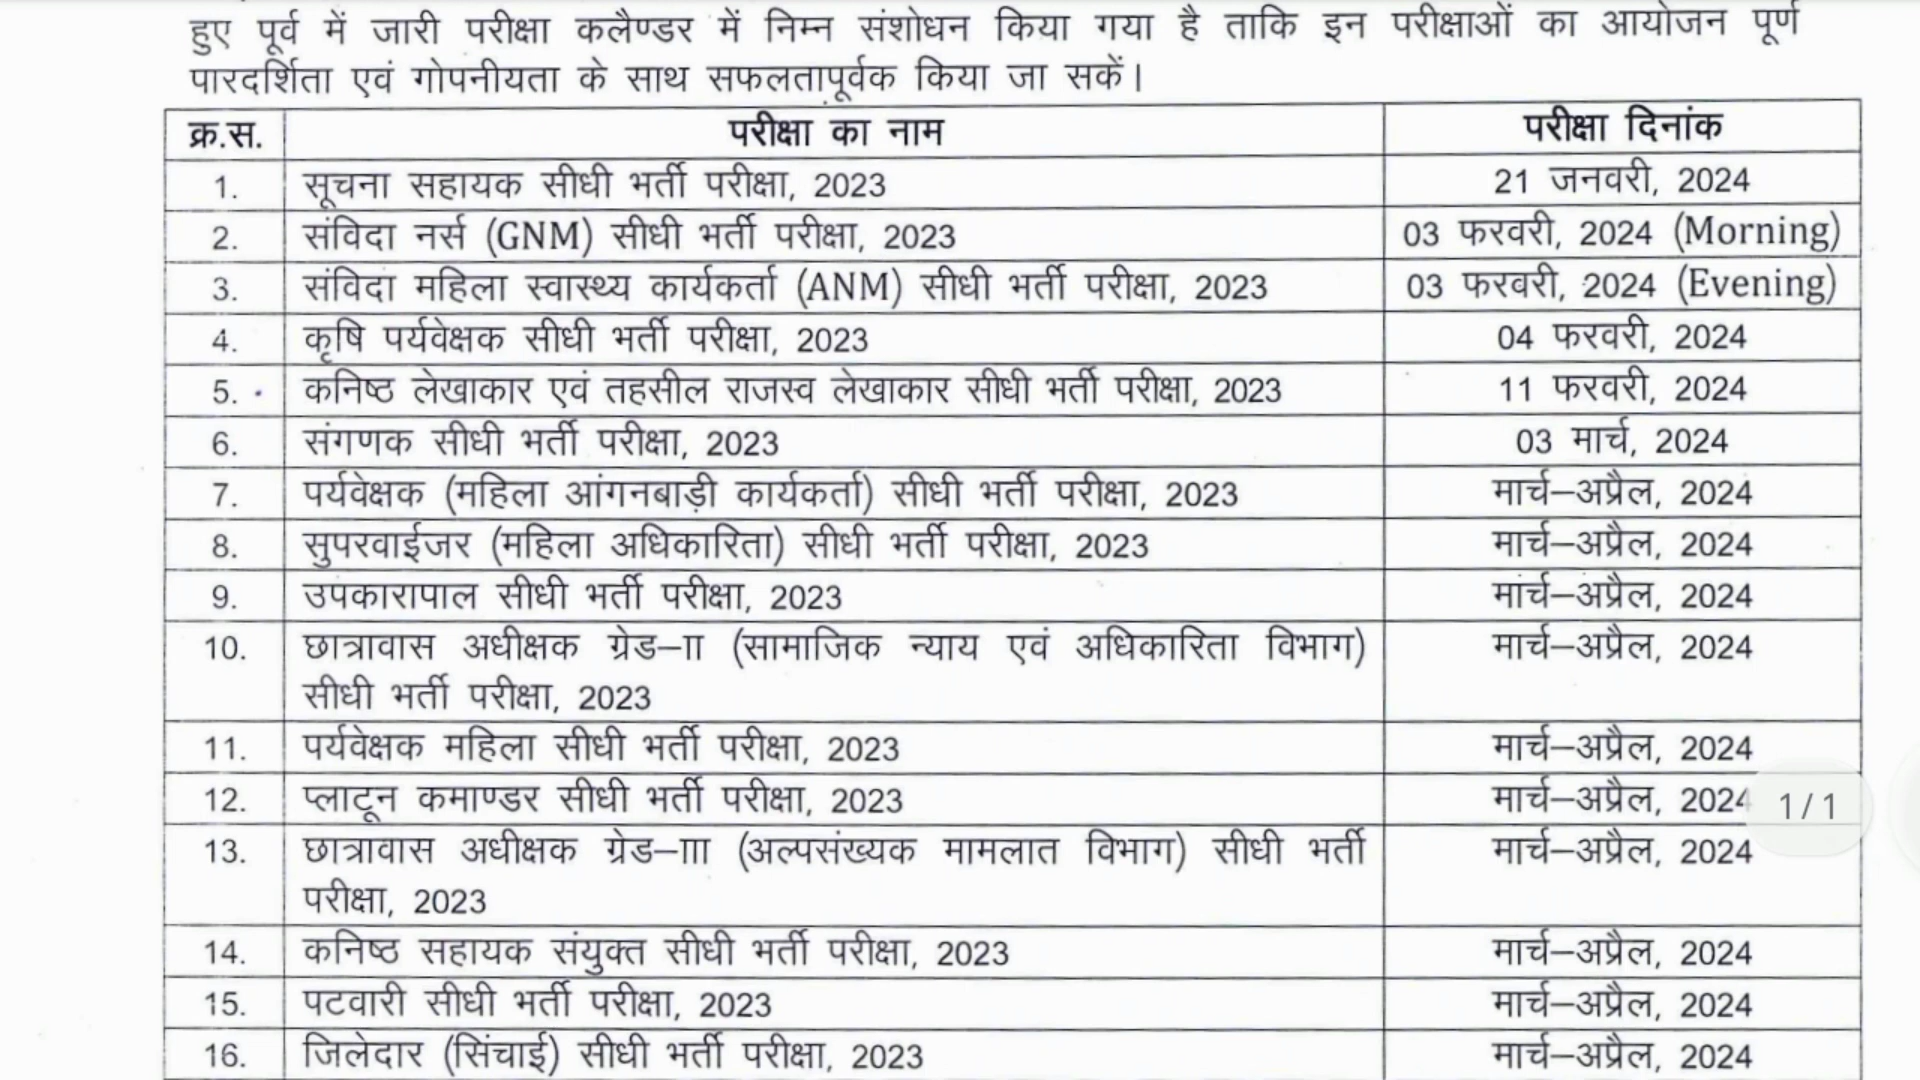 हुए पूर्व में जारी परीक्षा कलैण्डर में निम्न संशोधन किया गया है ताकि इन परीक्षाओं का आयोजन पूर्ण
पारदर्शिता एवं गोपनीयता के साथ सफलतापूर्वक किया जा सकें।
क्र.स. परीक्षा का नाम परीक्षा दिनांक
1. सूचना सहायक सीधी भर्ती परीक्षा, 2023 21 जनवरी, 2024
2. संविदा नर्स (GNM) सीधी भर्ती परीक्षा, 2023 03 फरवरी, 2024 (Morning)
3. संविदा महिला स्वास्थ्य कार्यकर्ता (ANM) सीधी भर्ती परीक्षा, 2023 03 फरवरी, 2024 (Evening)
4. कृषि पर्यवेक्षक सीधी भर्ती परीक्षा, 2023 04 फरवरी, 2024
5. कनिष्ठ लेखाकार एवं तहसील राजस्व लेखाकार सीधी भर्ती परीक्षा, 2023 11 फरवरी, 2024
6. संगणक सीधी भर्ती परीक्षा, 2023 03 मार्च, 2024
7. पर्यवेक्षक (महिला आंगनबाड़ी कार्यकर्ता) सीधी भर्ती परीक्षा, 2023 मार्च–अप्रैल, 2024
8. सुपरवाईजर (महिला अधिकारिता) सीधी भर्ती परीक्षा, 2023 मार्च–अप्रैल, 2024
9. उपकारापाल सीधी भर्ती परीक्षा, 2023 मार्च–अप्रैल, 2024
10. छात्रावास अधीक्षक ग्रेड–II (सामाजिक न्याय एवं अधिकारिता विभाग) मार्च–अप्रैल, 2024
सीधी भर्ती परीक्षा, 2023
11. पर्यवेक्षक महिला सीधी भर्ती परीक्षा, 2023 मार्च–अप्रैल, 2024
12. प्लाटून कमाण्डर सीधी भर्ती परीक्षा, 2023 मार्च–अप्रैल, 2024
1/1
13. छात्रावास अधीक्षक ग्रेड–III (अल्पसंख्यक मामलात विभाग) सीधी भर्ती मार्च–अप्रैल, 2024
परीक्षा, 2023
14. कनिष्ठ सहायक संयुक्त सीधी भर्ती परीक्षा, 2023 मार्च–अप्रैल, 2024
15. पटवारी सीधी भर्ती परीक्षा, 2023 मार्च–अप्रैल, 2024
16. जिलेदार (सिंचाई) सीधी भर्ती परीक्षा, 2023 मार्च–अप्रैल, 2024